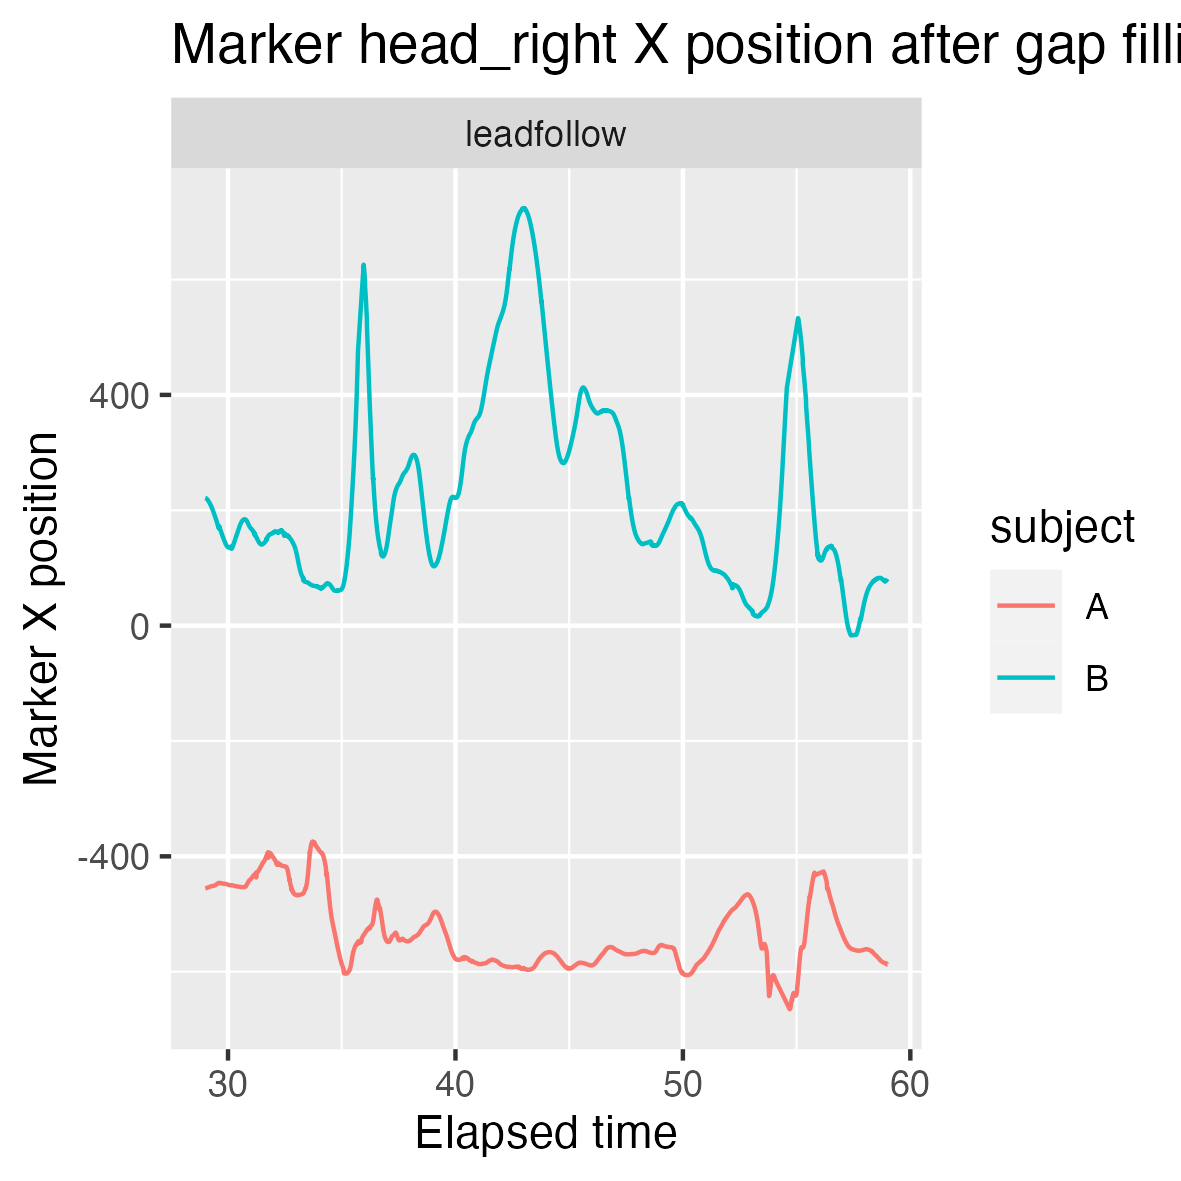 Marker head_right X position after gap filli
leadfollow
Marker X position
400
0
-400
30 40 50 60
Elapsed time
subject
A
B